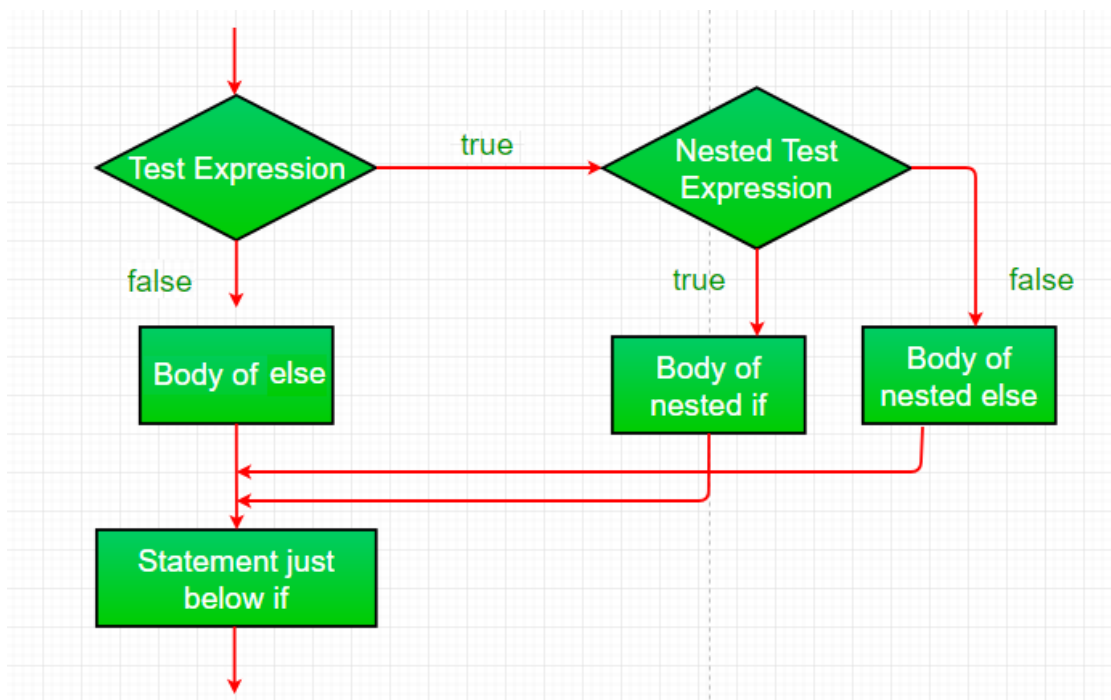 true
Test Expression
Nested Test
Expression
false
true
false
Body of else
Body of
nested if
Body of
nested else
Statement just
below if